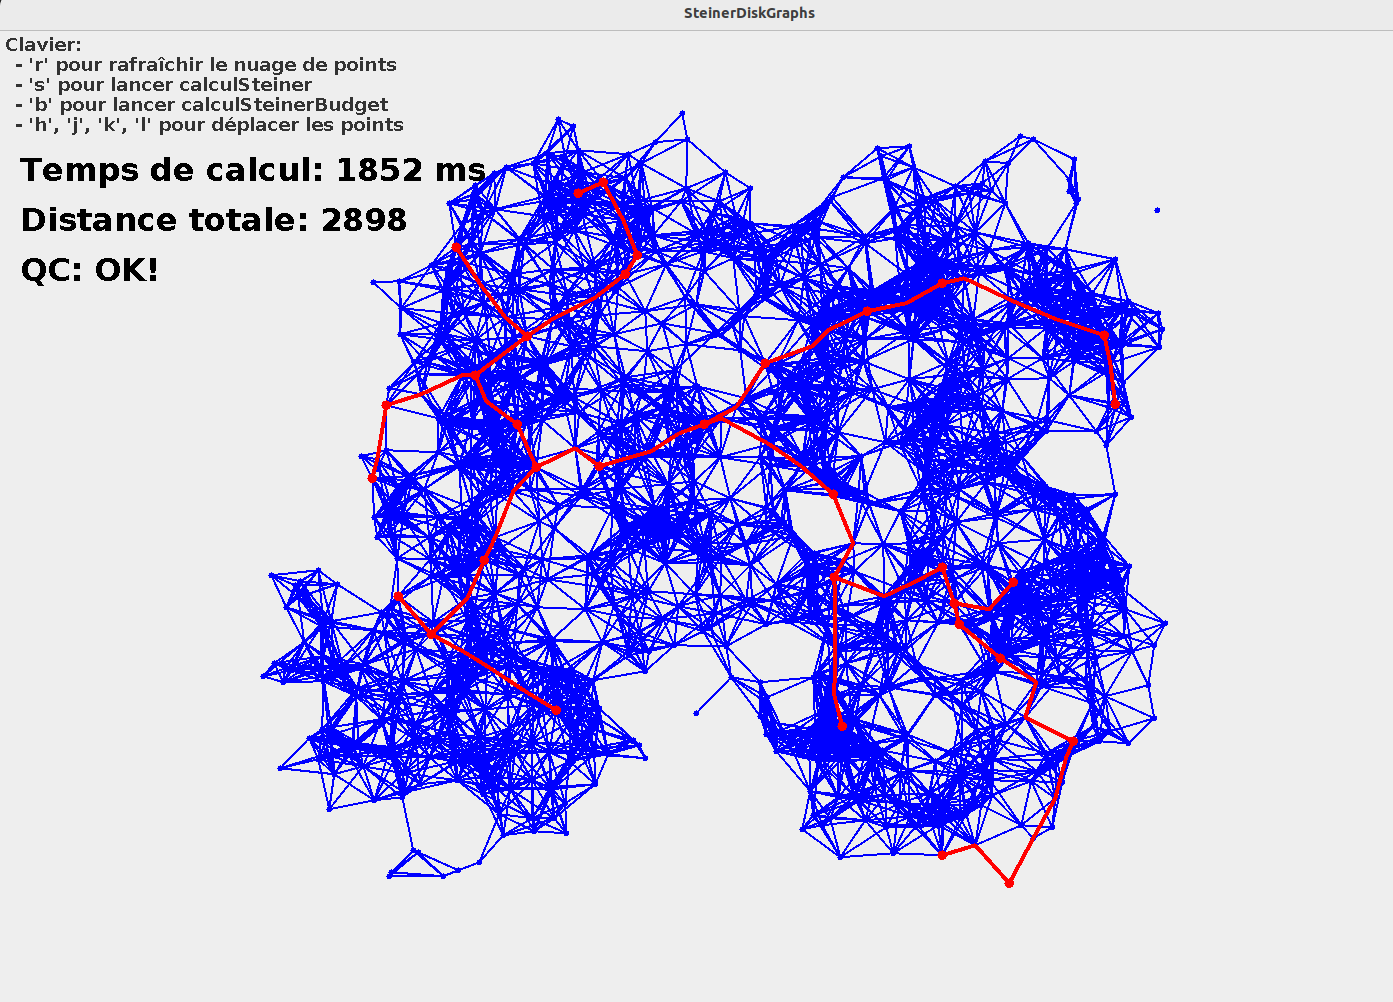 SteinerDiskGraphs
Clavier:
- 'r' pour rafraîchir le nuage de points
- 's' pour lancer calculSteiner
- 'b' pour lancer calculSteinerBudget
- 'h', 'j', 'k', 'l' pour déplacer les points
Temps de calcul: 1852 ms
Distance totale: 2898
QC: OK!